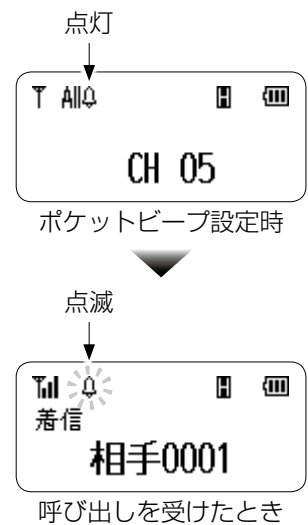 点灯
All H
CH 05
ポケットビープ設定時
点滅
H
着信
相手0001
呼び出しを受けたとき